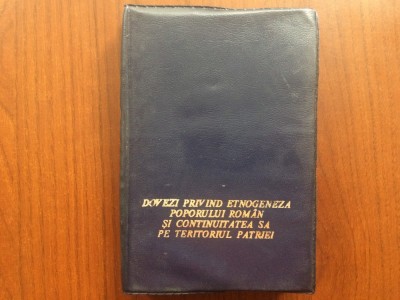 DOVEZI PRIVIND ETNOGENEZA
POPORULUI ROMÂN
ȘI CONTINUITATEA SA
PE TERITORIUL PATRIEI